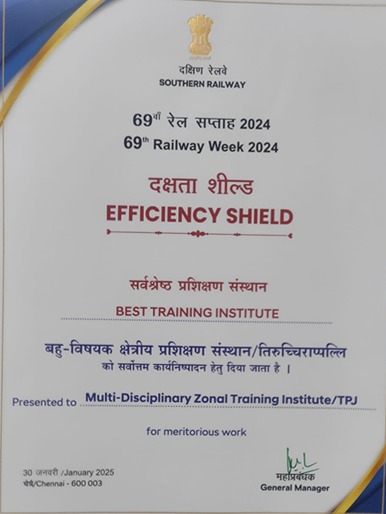 दक्षिण रेलवे
SOUTHERN RAILWAY
69वाँ रेल सप्ताह 2024
69th Railway Week 2024
दक्षता शील्ड
EFFICIENCY SHIELD
सर्वश्रेष्ठ प्रशिक्षण संस्थान
BEST TRAINING INSTITUTE
बहु-विषयक क्षेत्रीय प्रशिक्षण संस्थान/तिरुच्चिराप्पल्लि
को सर्वोत्तम कार्यनिष्पादन हेतु दिया जाता है ।
Presented to Multi-Disciplinary Zonal Training Institute/TPJ
for meritorious work
30 जनवरी /January 2025
चेन्नै/Chennai - 600 003
महाप्रबंधक
General Manager